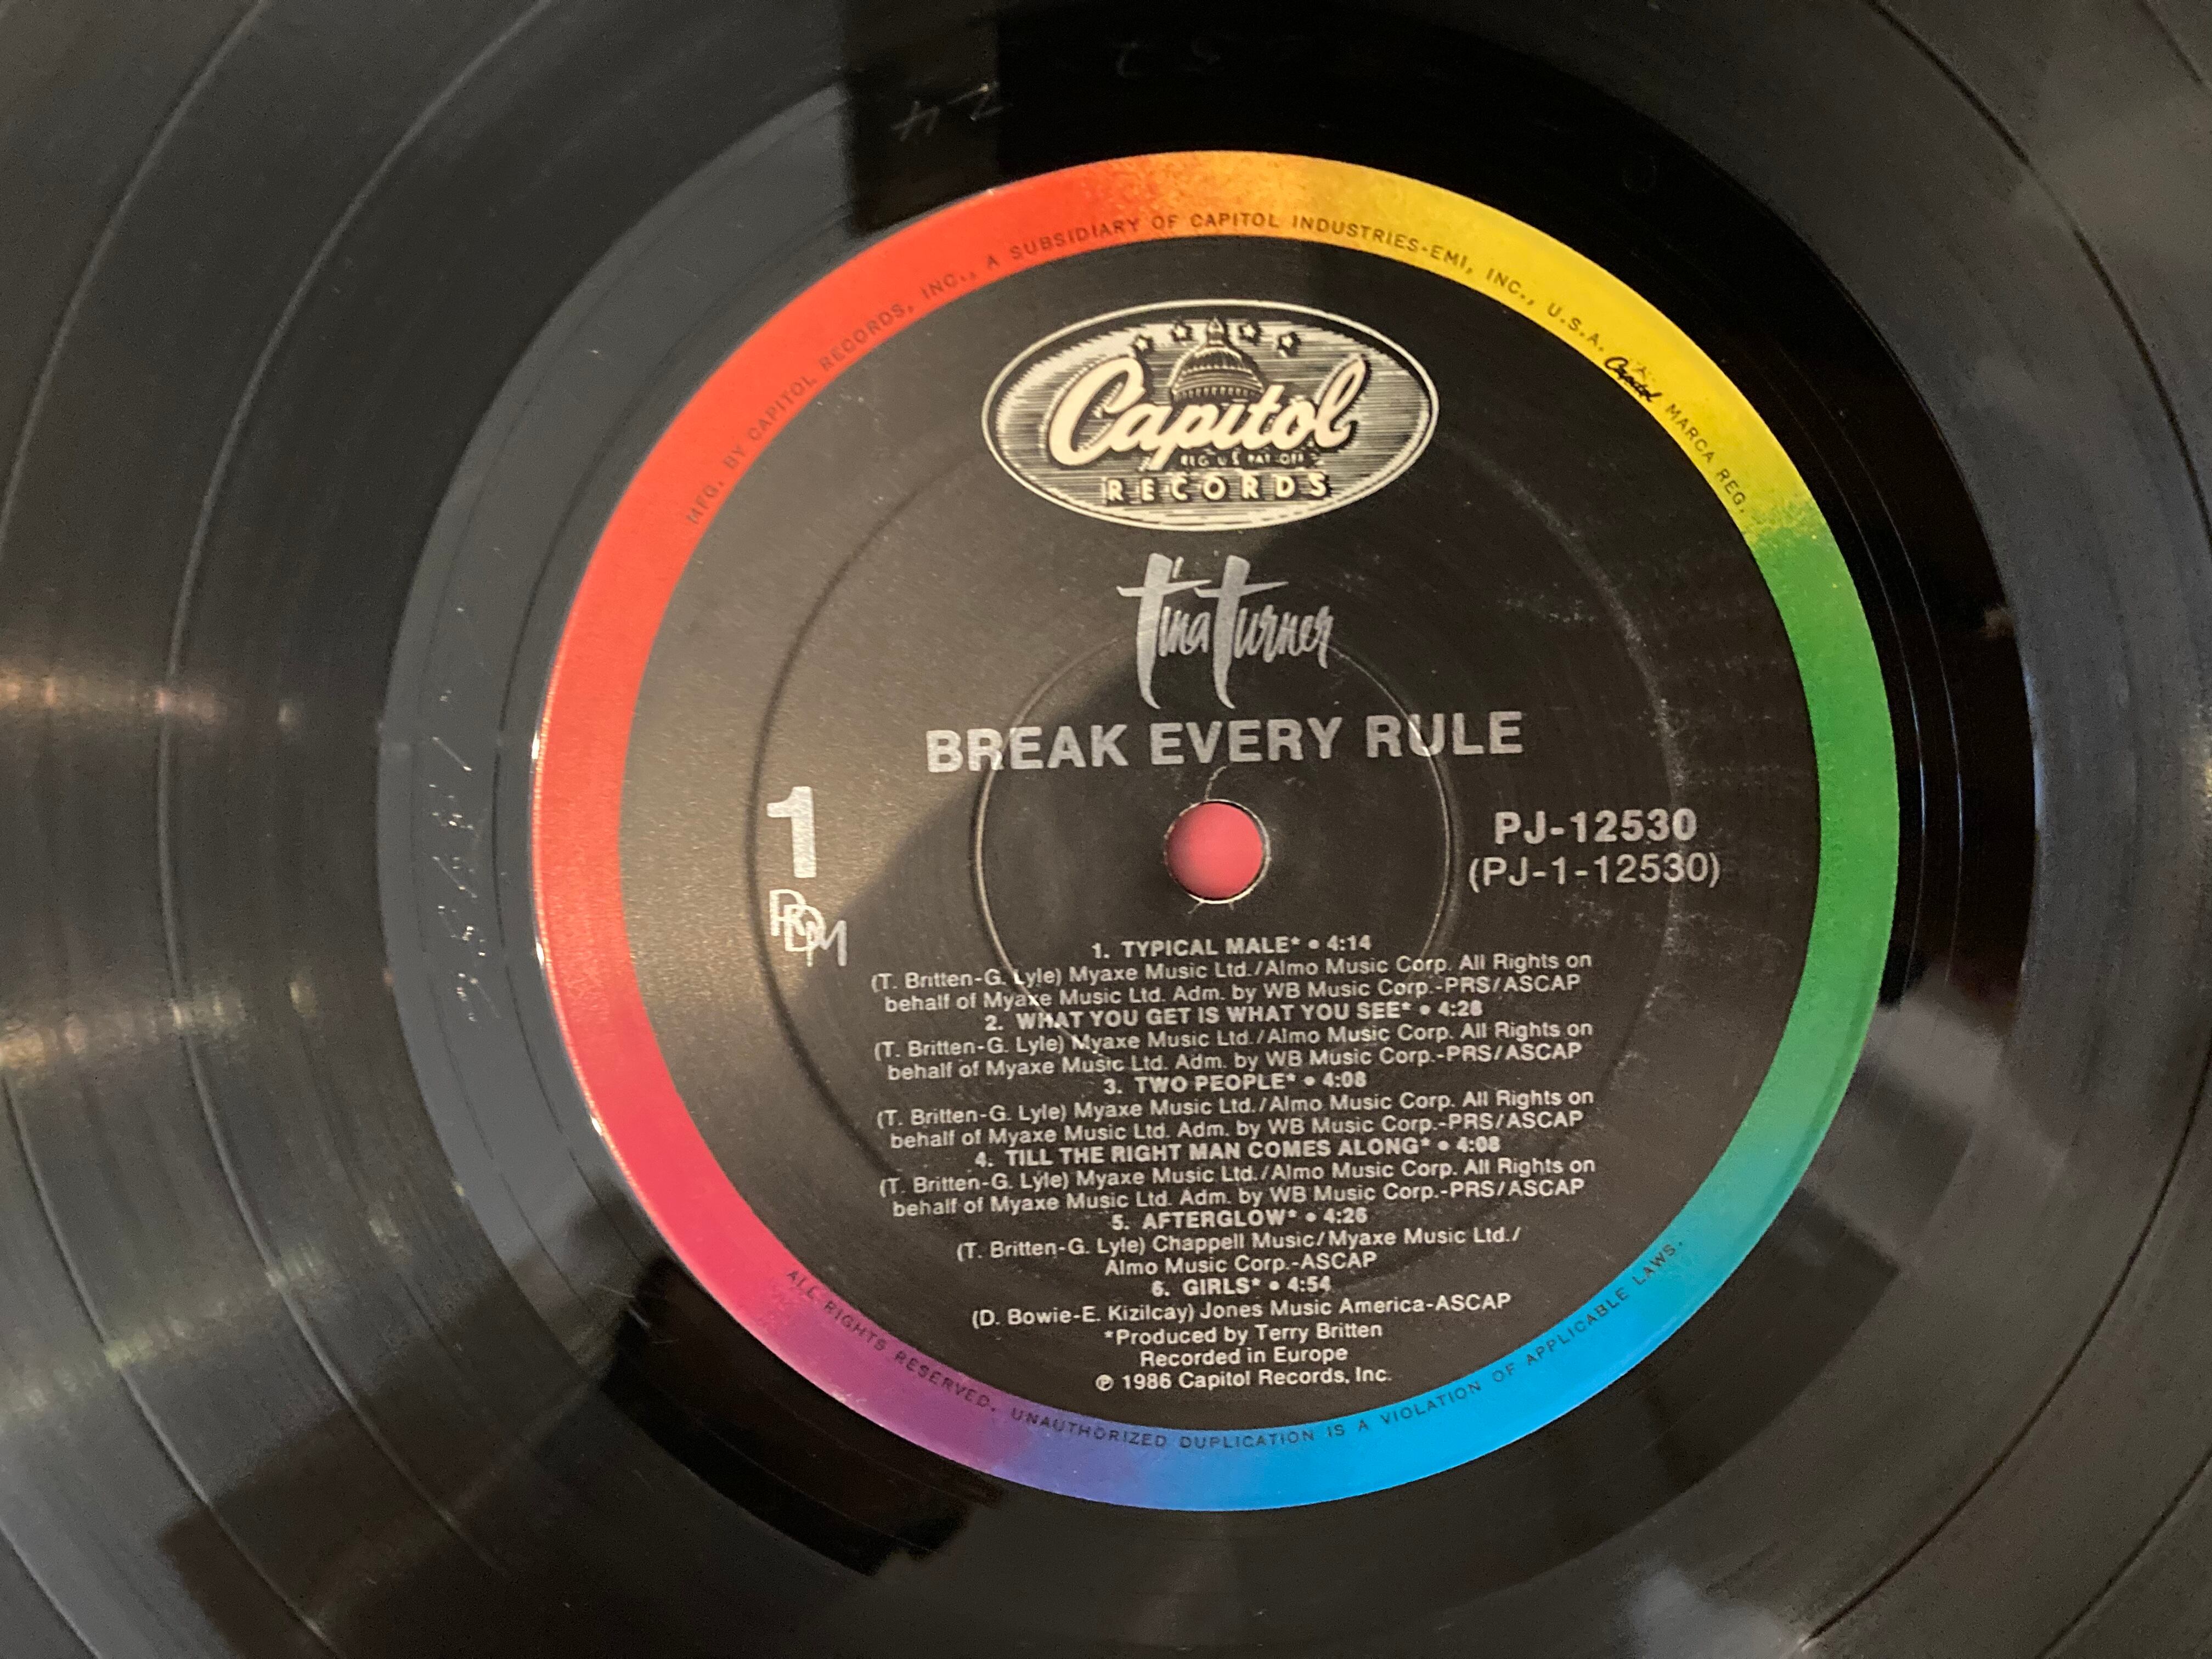 MFG. BY CAPITOL RECORDS, INC., A SUBSIDIARY OF CAPITOL INDUSTRIES-EMI, INC., U.S.A. Capitol MARCA REG.
Capitol
REG. U.S. PAT. OFF.
RECORDS
Tina Turner
BREAK EVERY RULE
1
PJ-12530
(PJ-1-12530)
1. TYPICAL MALE* • 4:14
(T. Britten-G. Lyle) Myaxe Music Ltd./Almo Music Corp. All Rights on
behalf of Myaxe Music Ltd. Adm. by WB Music Corp.-PRS/ASCAP
2. WHAT YOU GET IS WHAT YOU SEE* • 4:28
(T. Britten-G. Lyle) Myaxe Music Ltd./Almo Music Corp. All Rights on
behalf of Myaxe Music Ltd. Adm. by WB Music Corp.-PRS/ASCAP
3. TWO PEOPLE* • 4:08
(T. Britten-G. Lyle) Myaxe Music Ltd./Almo Music Corp. All Rights on
behalf of Myaxe Music Ltd. Adm. by WB Music Corp.-PRS/ASCAP
4. TILL THE RIGHT MAN COMES ALONG* • 4:08
(T. Britten-G. Lyle) Myaxe Music Ltd./Almo Music Corp. All Rights on
behalf of Myaxe Music Ltd. Adm. by WB Music Corp.-PRS/ASCAP
5. AFTERGLOW* • 4:26
(T. Britten-G. Lyle) Chappell Music/Myaxe Music Ltd./
Almo Music Corp.-ASCAP
6. GIRLS* • 4:54
(D. Bowie-E. Kizilcay) Jones Music America-ASCAP
*Produced by Terry Britten
Recorded in Europe
℗ 1986 Capitol Records, Inc.
ALL RIGHTS RESERVED. UNAUTHORIZED DUPLICATION IS A VIOLATION OF APPLICABLE LAWS.